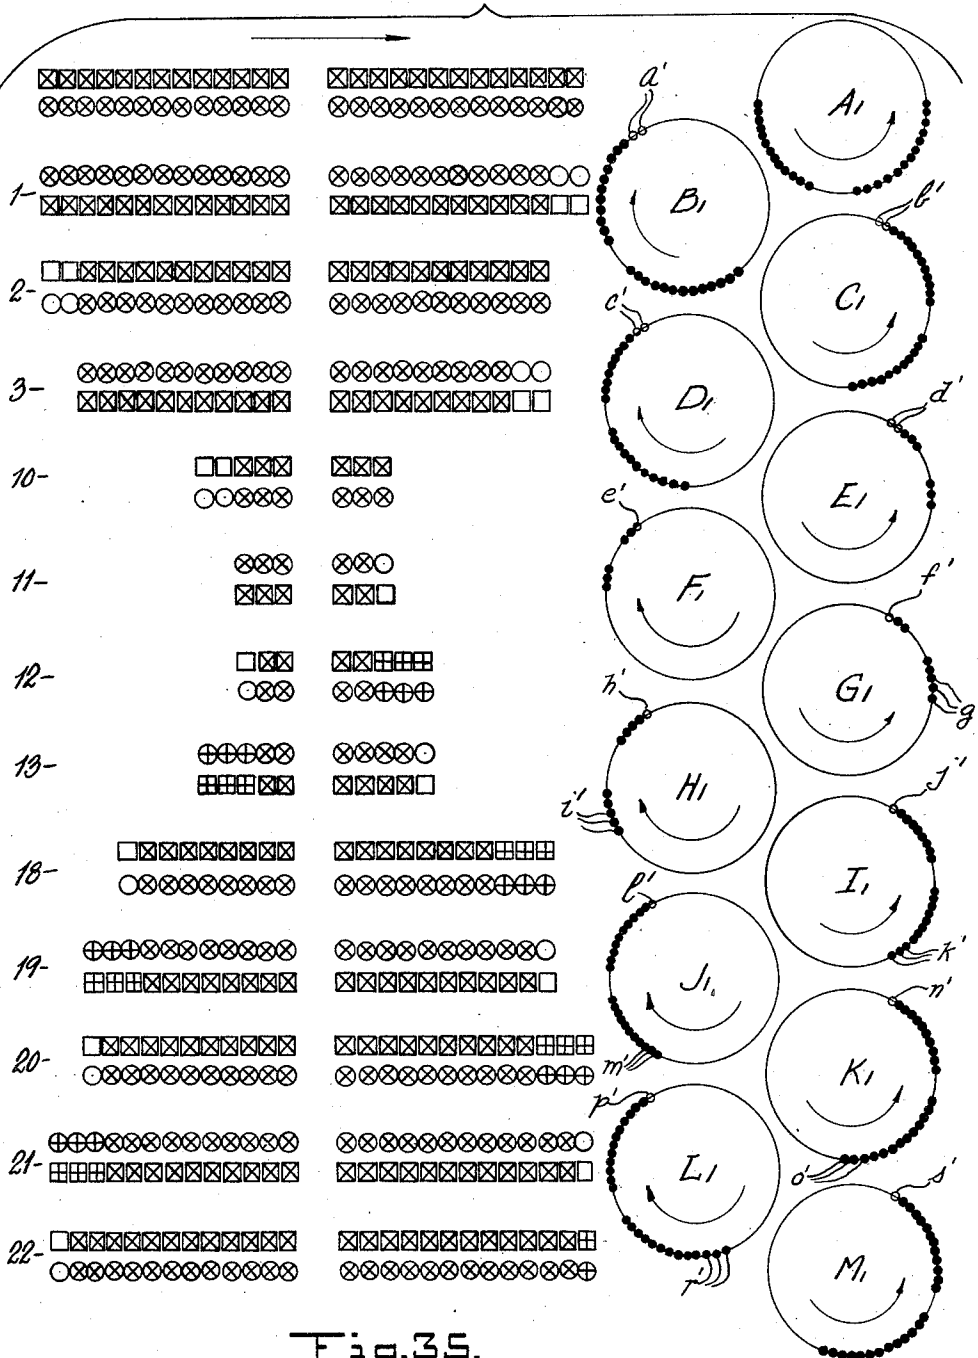 A₁
a'
B₁
b'
1-
C₁
2-
c'
D₁
3-
d'
10-
E₁
e'
11-
F₁
f'
12-
G₁
g
h'
13-
H₁
i'
j'
18-
I₁
l'
k'
19-
J₁
n'
m'
20-
K₁
p'
21-
L₁
o'
s'
22-
r'
M₁
Fig.35.